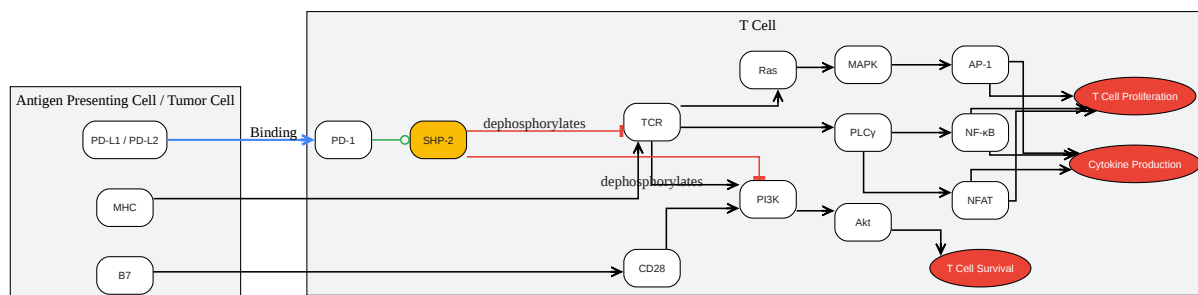 T Cell
Ras
MAPK
AP-1
Antigen Presenting Cell / Tumor Cell
T Cell Proliferation
PD-L1 / PD-L2
Binding
PD-1
SHP-2
dephosphorylates
TCR
PLCγ
NF-κB
Cytokine Production
dephosphorylates
MHC
PI3K
NFAT
Akt
B7
CD28
T Cell Survival